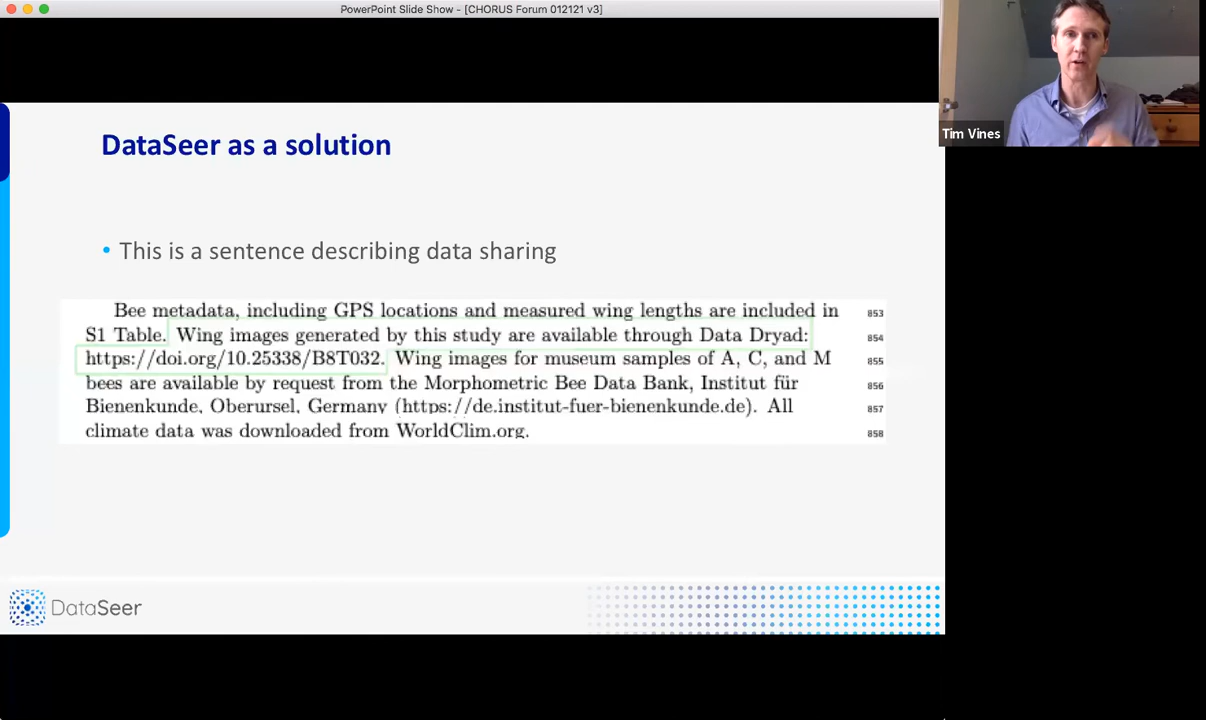 PowerPoint Slide Show - [CHORUS Forum 012121 v3]
Tim Vines
DataSeer as a solution
• This is a sentence describing data sharing
Bee metadata, including GPS locations and measured wing lengths are included in 853
S1 Table. Wing images generated by this study are available through Data Dryad: 854
https://doi.org/10.25338/B8T032. Wing images for museum samples of A, C, and M 855
bees are available by request from the Morphometric Bee Data Bank, Institut für 856
Bienenkunde, Oberursel, Germany (https://de.institut-fuer-bienenkunde.de). All 857
climate data was downloaded from WorldClim.org. 858
DataSeer